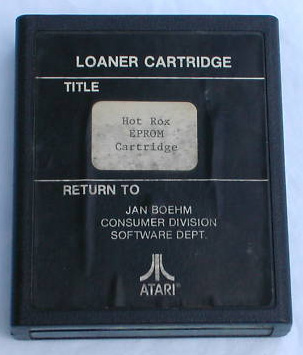 LOANER CARTRIDGE
TITLE
Hot Rox
EPROM
Cartridge
RETURN TO
JAN BOEHM
CONSUMER DIVISION
SOFTWARE DEPT.
ATARI